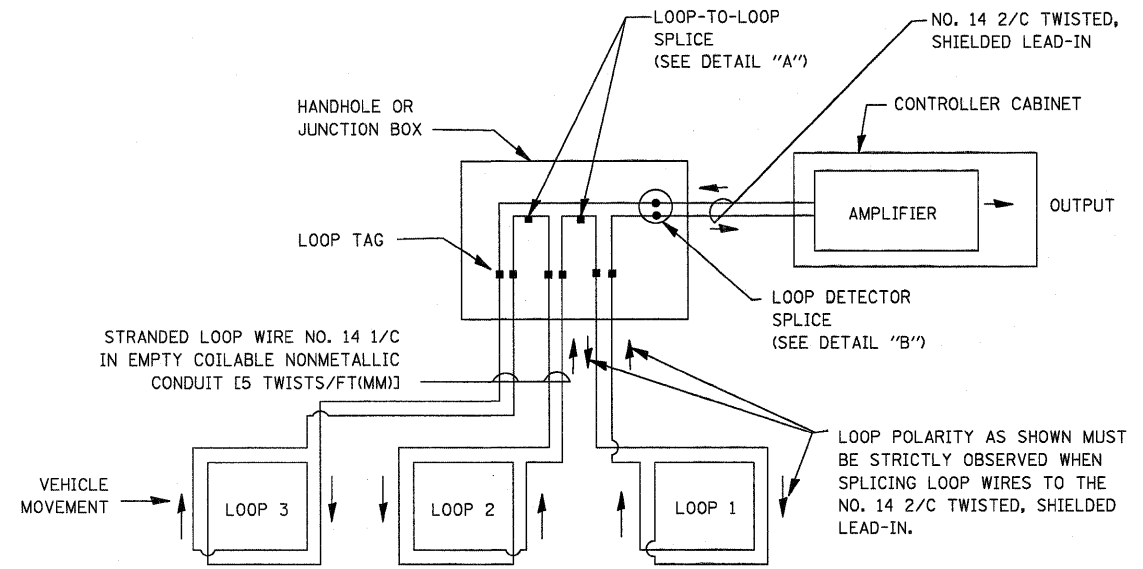 LOOP-TO-LOOP
SPLICE
(SEE DETAIL "A")
NO. 14 2/C TWISTED,
SHIELDED LEAD-IN
HANDHOLE OR
JUNCTION BOX
CONTROLLER CABINET
AMPLIFIER
OUTPUT
LOOP TAG
LOOP DETECTOR
SPLICE
(SEE DETAIL "B")
STRANDED LOOP WIRE NO. 14 1/C
IN EMPTY COILABLE NONMETALLIC
CONDUIT [5 TWISTS/FT(MM)]
LOOP POLARITY AS SHOWN MUST
BE STRICTLY OBSERVED WHEN
SPLICING LOOP WIRES TO THE
NO. 14 2/C TWISTED, SHIELDED
LEAD-IN.
VEHICLE
MOVEMENT
LOOP 3
LOOP 2
LOOP 1